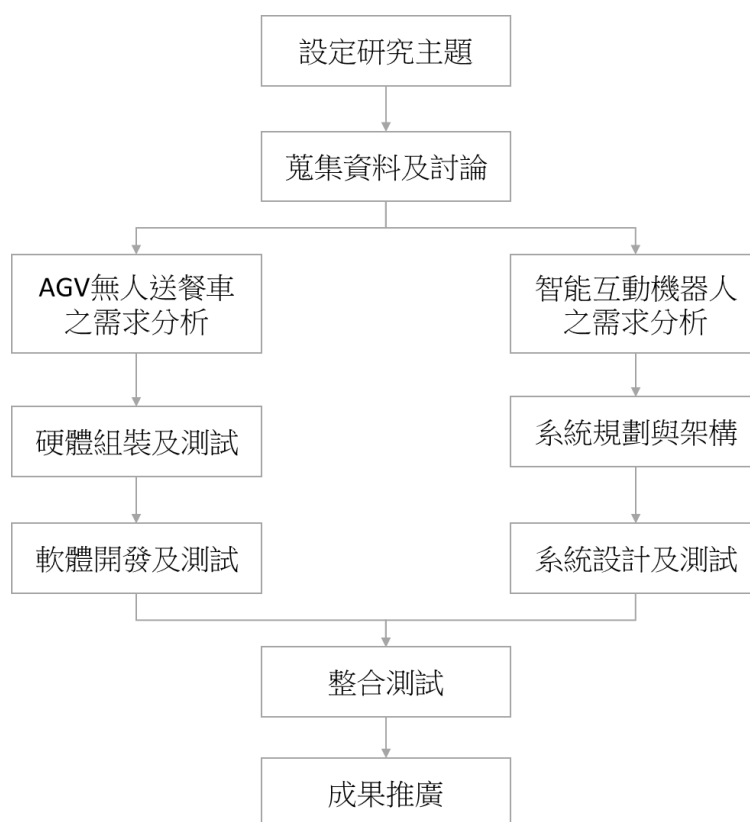 設定研究主題
蒐集資料及討論
AGV無人送餐車
之需求分析
智能互動機器人
之需求分析
硬體組裝及測試
系統規劃與架構
軟體開發及測試
系統設計及測試
整合測試
成果推廣